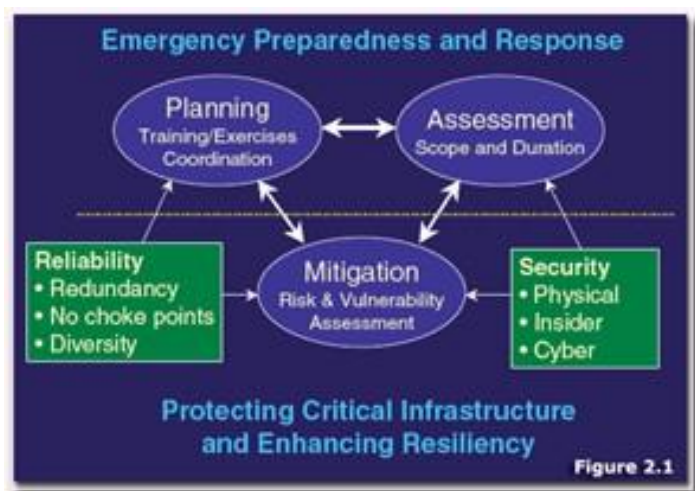 Emergency Preparedness and Response
Planning
Training/Exercises
Coordination
Assessment
Scope and Duration
Reliability
• Redundancy
• No choke points
• Diversity
Mitigation
Risk & Vulnerability
Assessment
Security
• Physical
• Insider
• Cyber
Protecting Critical Infrastructure
and Enhancing Resiliency
Figure 2.1